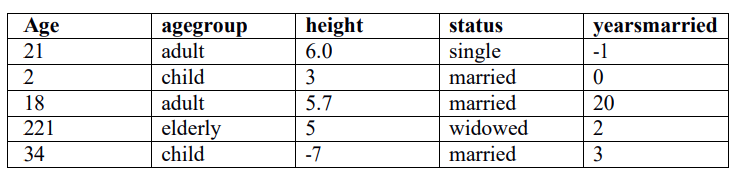 Age agegroup height status yearsmarried
21 adult 6.0 single -1
2 child 3 married 0
18 adult 5.7 married 20
221 elderly 5 widowed 2
34 child -7 married 3